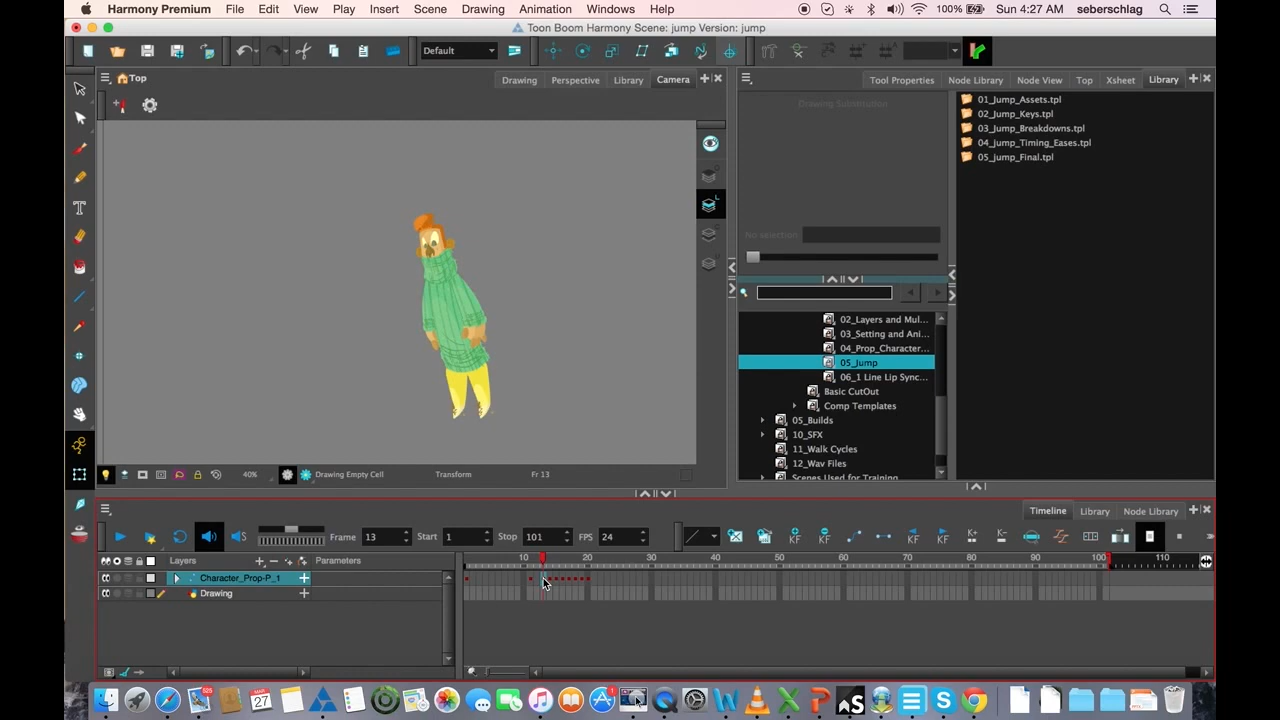 Harmony Premium File Edit View Play Insert Scene Drawing Animation Windows Help 100% Sun 4:27 AM seberschlag
Toon Boom Harmony Scene: jump Version: jump
Default
Top Drawing Perspective Library Camera
Tool Properties Node Library Node View Top Xsheet Library
Drawing Substitution
01_Jump_Assets.tpl
02_Jump_Keys.tpl
03_Jump_Breakdowns.tpl
04_Jump_Timing_Eases.tpl
05_Jump_Final.tpl
No selection
02_Layers and Mul...
03_Setting and Ani...
04_Prop_Character...
05_Jump
06_1 Line Lip Sync...
Basic CutOut
Comp Templates
05_Builds
10_SFX
11_Walk Cycles
12_Wav Files
Scenes Used for Training
40% Drawing Empty Cell Transform Fr 13
Timeline Library Node Library
Frame 13 Start 1 Stop 101 FPS 24
KF KF KF KF
Layers Parameters
10 20 30 40 50 60 70 80 90 100 110
Character_Prop-P_1
Drawing